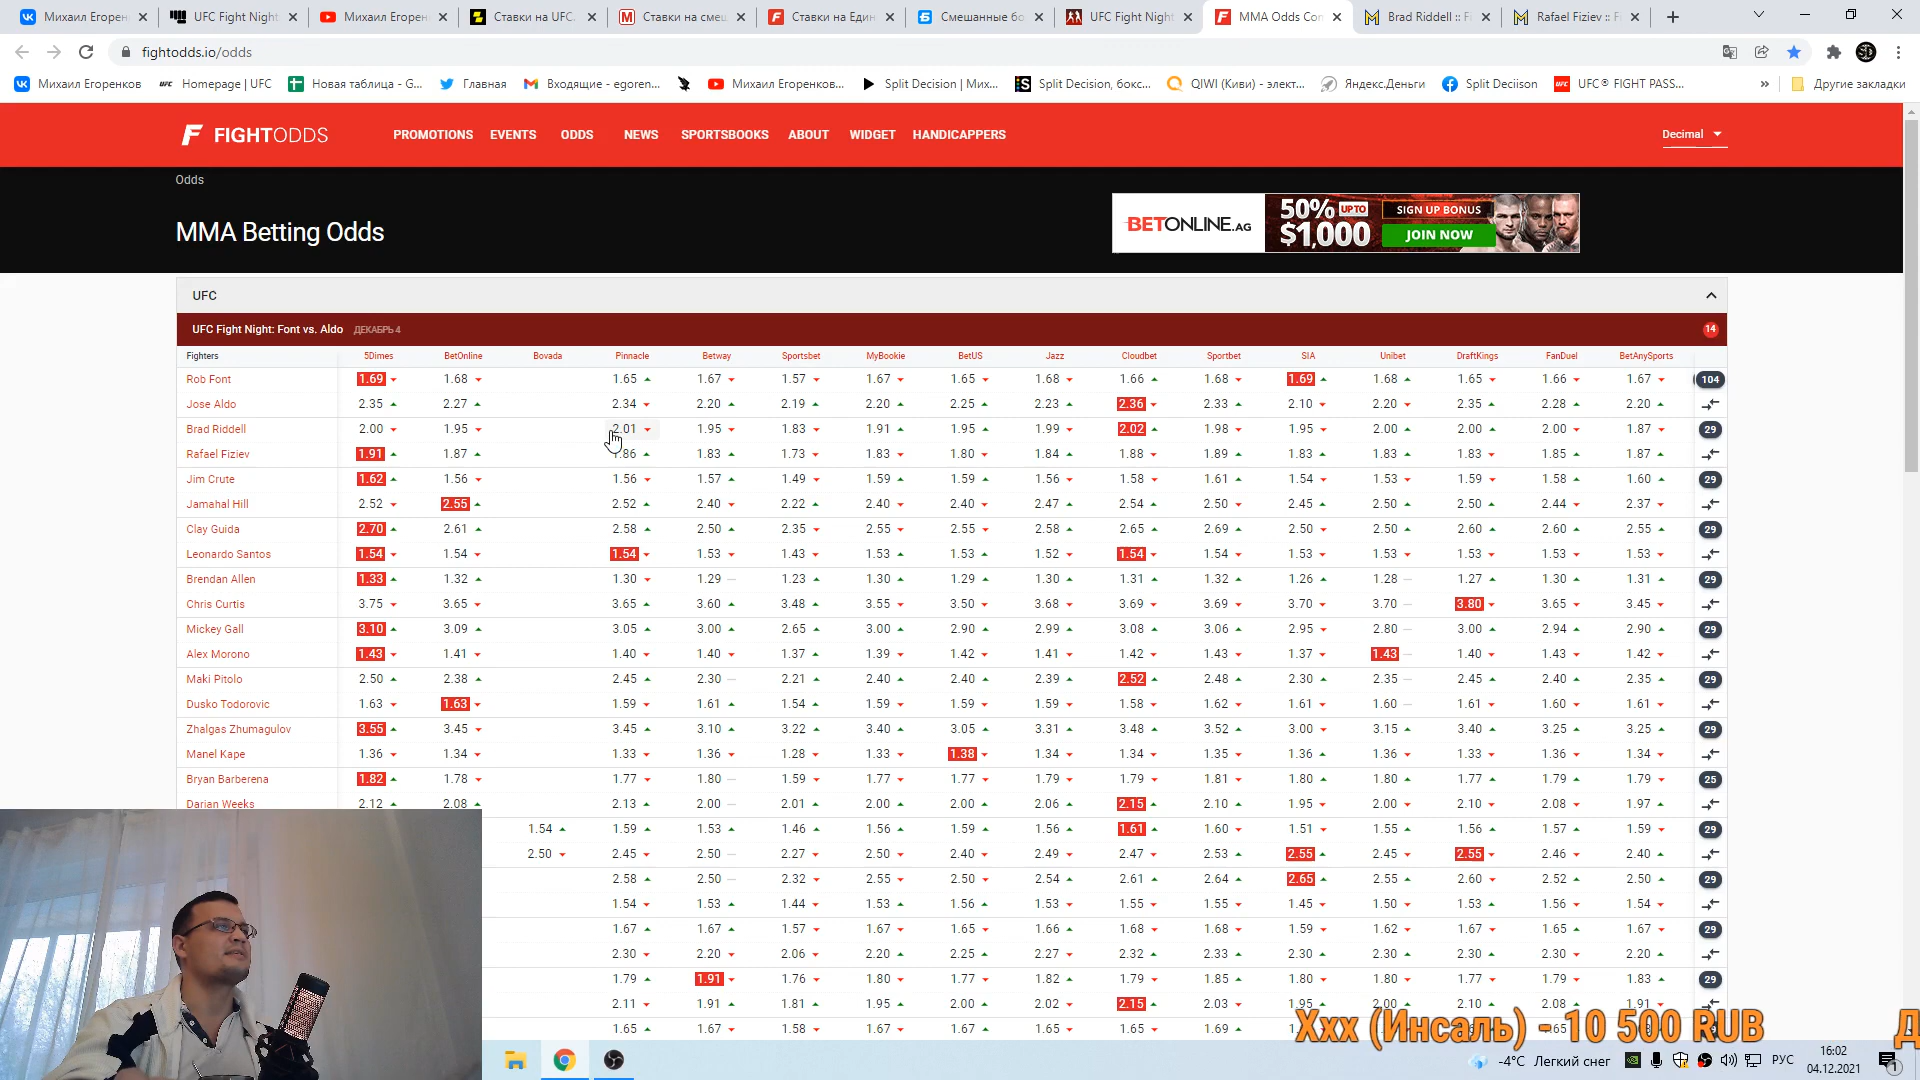 Михаил Егорен
UFC Fight Night
Михаил Егорен
Ставки на UFC,
Ставки на смеш
Ставки на Един
Смешанные бо
UFC Fight Night
MMA Odds Con
Brad Riddell :: F
Rafael Fiziev :: F
fightodds.io/odds
Михаил Егоренков
Homepage | UFC
Новая таблица - G...
Главная
Входящие - egoren...
Михаил Егоренков...
Split Decision | Мих...
Split Decision, бокс...
QIWI (Киви) - элект...
Яндекс.Деньги
Split Deciison
UFC® FIGHT PASS...
»
Другие закладки
FIGHTODDS
PROMOTIONS EVENTS ODDS NEWS SPORTSBOOKS ABOUT WIDGET HANDICAPPERS
Decimal
Odds
MMA Betting Odds
BETONLINE.AG
50% UP TO
$1,000
SIGN UP BONUS
JOIN NOW
UFC
UFC Fight Night: Font vs. Aldo ДЕКАБРЬ 4 14
Fighters 5Dimes BetOnline Bovada Pinnacle Betway Sportsbet MyBookie BetUS Jazz Cloudbet Sportbet SIA Unibet DraftKings FanDuel BetAnySports
Rob Font 1.69 1.68 1.65 1.67 1.57 1.67 1.65 1.68 1.66 1.68 1.69 1.68 1.65 1.66 1.67 104
Jose Aldo 2.35 2.27 2.34 2.20 2.19 2.20 2.25 2.23 2.36 2.33 2.10 2.20 2.35 2.28 2.20
Brad Riddell 2.00 1.95 2.01 1.95 1.83 1.91 1.95 1.99 2.02 1.98 1.95 2.00 2.00 2.00 1.87 29
Rafael Fiziev 1.91 1.87 .86 1.83 1.73 1.83 1.80 1.84 1.88 1.89 1.83 1.83 1.83 1.85 1.87
Jim Crute 1.62 1.56 1.56 1.57 1.49 1.59 1.59 1.56 1.58 1.61 1.54 1.53 1.59 1.58 1.60 29
Jamahal Hill 2.52 2.55 2.52 2.40 2.22 2.40 2.40 2.47 2.54 2.50 2.45 2.50 2.50 2.44 2.37
Clay Guida 2.70 2.61 2.58 2.50 2.35 2.55 2.55 2.58 2.65 2.69 2.50 2.50 2.60 2.60 2.55 29
Leonardo Santos 1.54 1.54 1.54 1.53 1.43 1.53 1.53 1.52 1.54 1.54 1.53 1.53 1.53 1.53 1.53
Brendan Allen 1.33 1.32 1.30 1.29 1.23 1.30 1.29 1.30 1.31 1.32 1.26 1.28 1.27 1.30 1.31 29
Chris Curtis 3.75 3.65 3.65 3.60 3.48 3.55 3.50 3.68 3.69 3.69 3.70 3.70 3.80 3.65 3.45
Mickey Gall 3.10 3.09 3.05 3.00 2.65 3.00 2.90 2.99 3.08 3.06 2.95 2.80 3.00 2.94 2.90 29
Alex Morono 1.43 1.41 1.40 1.40 1.37 1.39 1.42 1.41 1.42 1.43 1.37 1.43 1.40 1.43 1.42
Maki Pitolo 2.50 2.38 2.45 2.30 2.21 2.40 2.40 2.39 2.52 2.48 2.30 2.35 2.45 2.40 2.35 29
Dusko Todorovic 1.63 1.63 1.59 1.61 1.54 1.59 1.59 1.59 1.58 1.62 1.61 1.60 1.61 1.60 1.61
Zhalgas Zhumagulov 3.55 3.45 3.45 3.10 3.22 3.40 3.05 3.31 3.48 3.52 3.00 3.15 3.40 3.25 3.25 29
Manel Kape 1.36 1.34 1.33 1.36 1.28 1.33 1.38 1.34 1.34 1.35 1.36 1.36 1.33 1.36 1.34
Bryan Barberena 1.82 1.78 1.77 1.80 1.59 1.77 1.77 1.79 1.79 1.81 1.80 1.80 1.77 1.79 1.79 25
Darian Weeks 2.12 2.08 2.13 2.00 2.01 2.00 2.00 2.06 2.15 2.10 1.95 2.00 2.10 2.08 1.97
1.54 1.59 1.53 1.46 1.56 1.59 1.56 1.61 1.60 1.51 1.55 1.56 1.57 1.59 29
2.50 2.45 2.50 2.27 2.50 2.40 2.49 2.47 2.53 2.55 2.45 2.55 2.46 2.40
2.58 2.50 2.32 2.55 2.50 2.54 2.61 2.64 2.65 2.55 2.60 2.52 2.50 29
1.54 1.53 1.44 1.53 1.56 1.53 1.55 1.55 1.45 1.50 1.53 1.56 1.54
1.67 1.67 1.57 1.67 1.65 1.66 1.68 1.68 1.59 1.62 1.67 1.65 1.67 29
2.30 2.20 2.06 2.20 2.25 2.27 2.32 2.33 2.30 2.30 2.30 2.30 2.20
1.79 1.91 1.76 1.80 1.77 1.82 1.79 1.85 1.80 1.80 1.77 1.79 1.83 29
2.11 1.91 1.81 1.95 2.00 2.02 2.15 2.03 1.95 2.00 2.10 2.08 1.91
1.65 1.67 1.58 1.67 1.67 1.65 1.65 1.69
Xxx (Инсаль) - 10 500 RUB Д
-4°C Легкий снег
РУС
16:02
04.12.2021
1